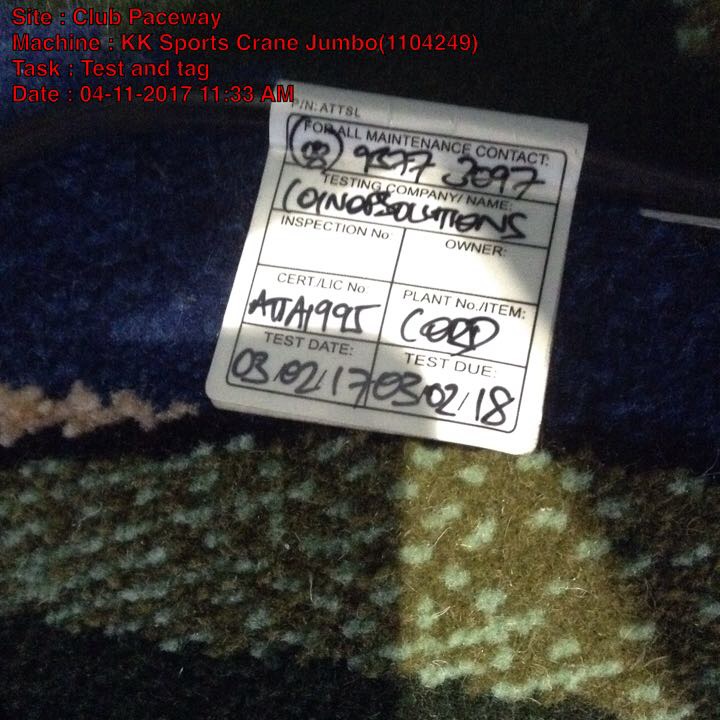 Site : Club Paceway
Machine : KK Sports Crane Jumbo(1104249)
Task : Test and tag
Date : 04-11-2017 11:33 AM
P/N: ATTSL
FOR ALL MAINTENANCE CONTACT:
9377 3097
TESTING COMPANY/ NAME:
COINOPSOLUTIONS
INSPECTION No:
OWNER:
CERT./LIC No.
PLANT No./ITEM:
ATTA1995
CORD
TEST DATE:
TEST DUE:
03/02/17
03/02/18